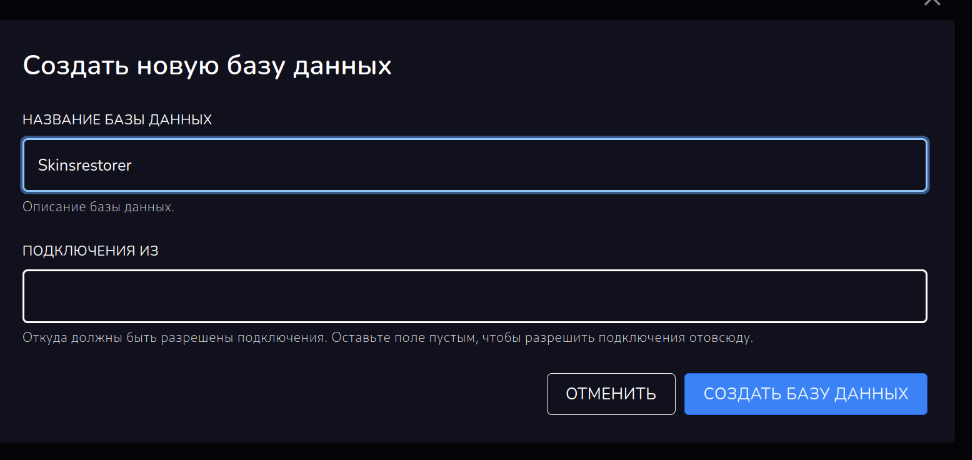 Создать новую базу данных
НАЗВАНИЕ БАЗЫ ДАННЫХ
Skinsrestorer
Описание базы данных.
ПОДКЛЮЧЕНИЯ ИЗ
Откуда должны быть разрешены подключения. Оставьте поле пустым, чтобы разрешить подключения отовсюду.
ОТМЕНИТЬ
СОЗДАТЬ БАЗУ ДАННЫХ